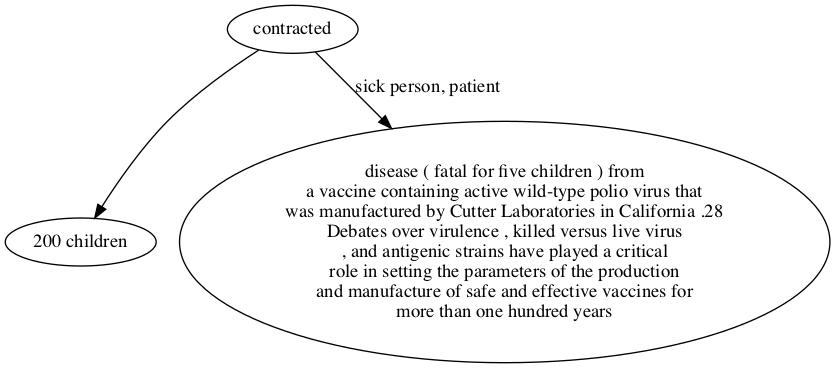 contracted
sick person, patient
200 children
disease ( fatal for five children ) from
a vaccine containing active wild-type polio virus that
was manufactured by Cutter Laboratories in California .28
Debates over virulence , killed versus live virus
, and antigenic strains have played a critical
role in setting the parameters of the production
and manufacture of safe and effective vaccines for
more than one hundred years